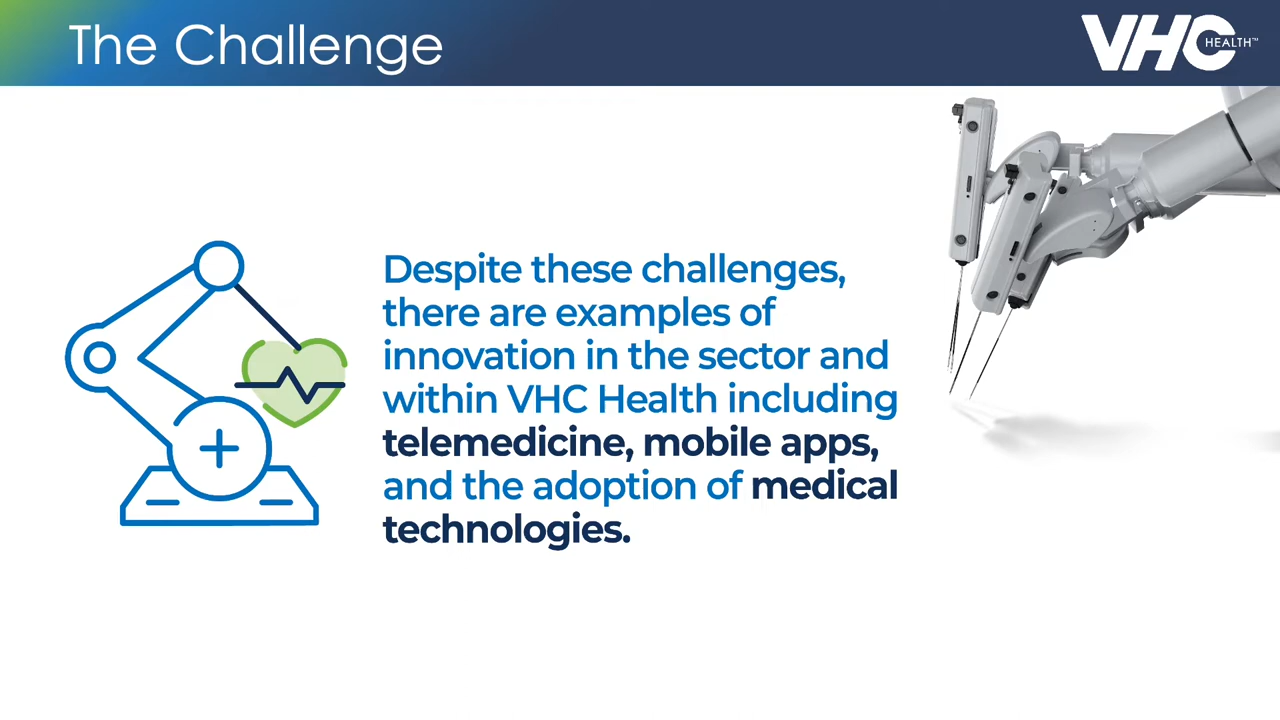 The Challenge
VHC HEALTH™
Despite these challenges,
there are examples of
innovation in the sector and
within VHC Health including
telemedicine, mobile apps,
and the adoption of medical
technologies.